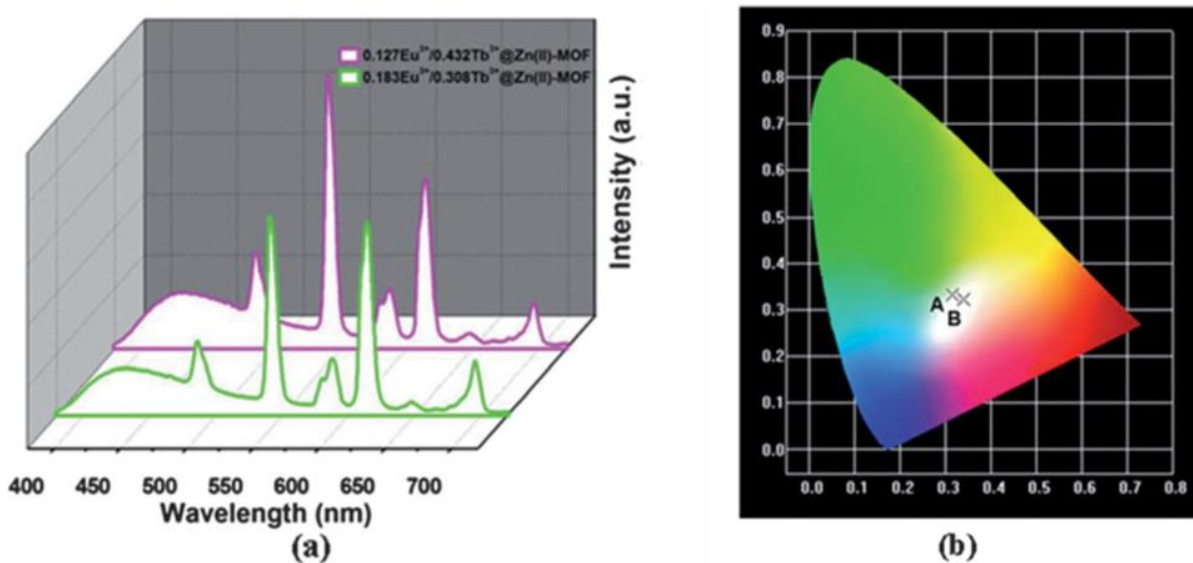 0.127Eu³⁺/0.432Tb³⁺@Zn(II)-MOF
0.183Eu³⁺/0.308Tb³⁺@Zn(II)-MOF
Intensity (a.u.)
400 450 500 550 600 650 700
Wavelength (nm)
(a)
0.9
0.8
0.7
0.6
0.5
0.4
0.3
0.2
0.1
0.0
A
B
0.0 0.1 0.2 0.3 0.4 0.5 0.6 0.7 0.8
(b)